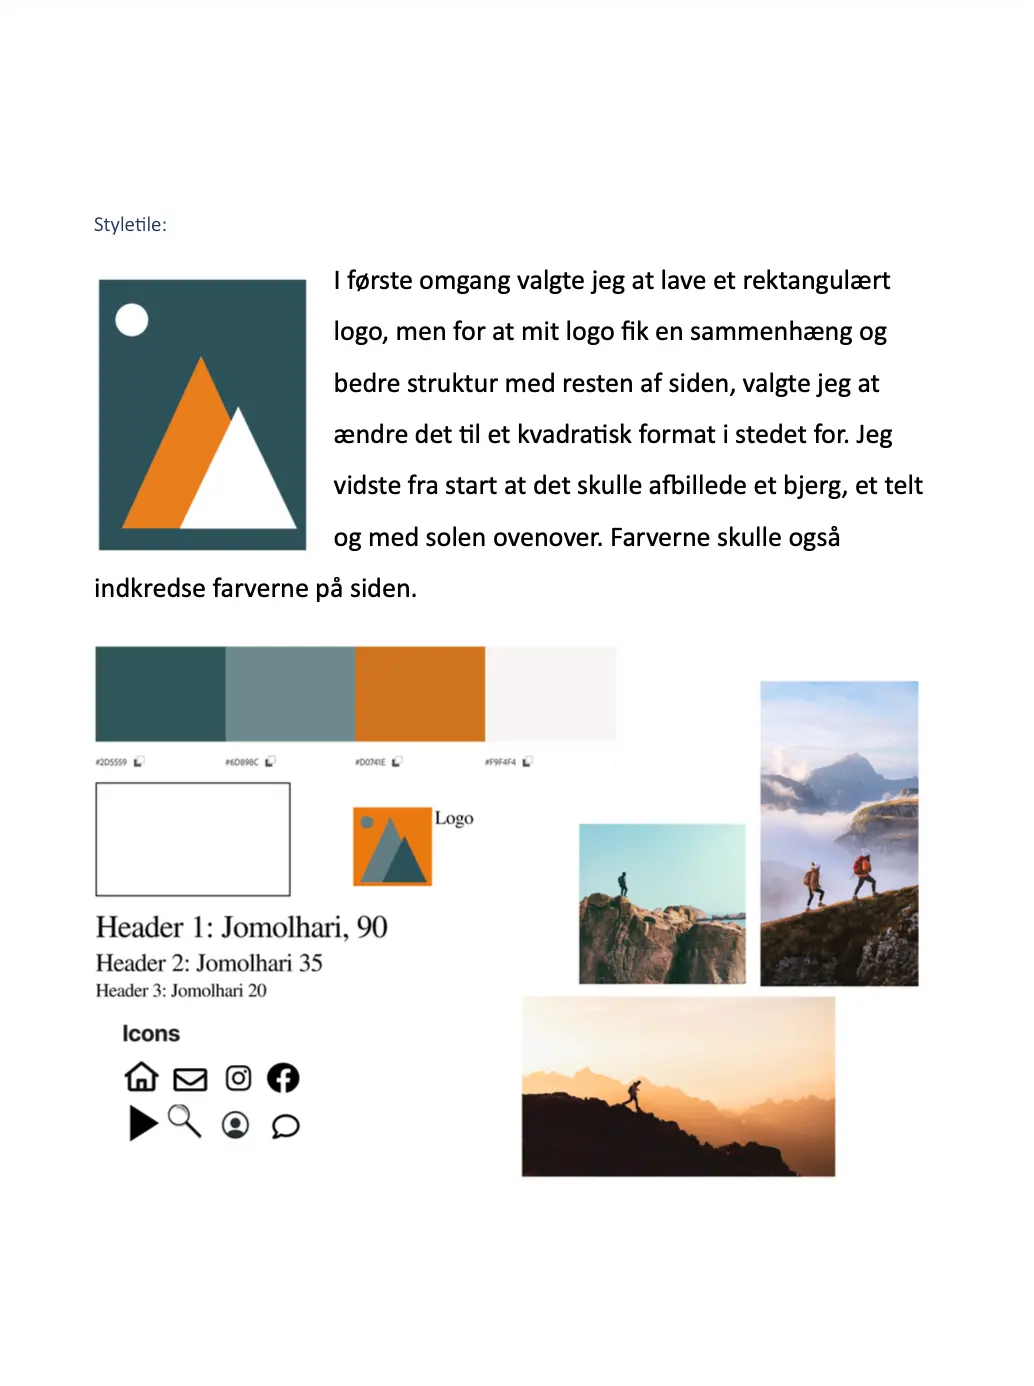 Styletile:
I første omgang valgte jeg at lave et rektangulært
logo, men for at mit logo fik en sammenhæng og
bedre struktur med resten af siden, valgte jeg at
ændre det til et kvadratisk format i stedet for. Jeg
vidste fra start at det skulle afbillede et bjerg, et telt
og med solen ovenover. Farverne skulle også
indkredse farverne på siden.
#2D5559 #6D898C #D0741E #F9F4F4
Logo
Header 1: Jomolhari, 90
Header 2: Jomolhari 35
Header 3: Jomolhari 20
Icons